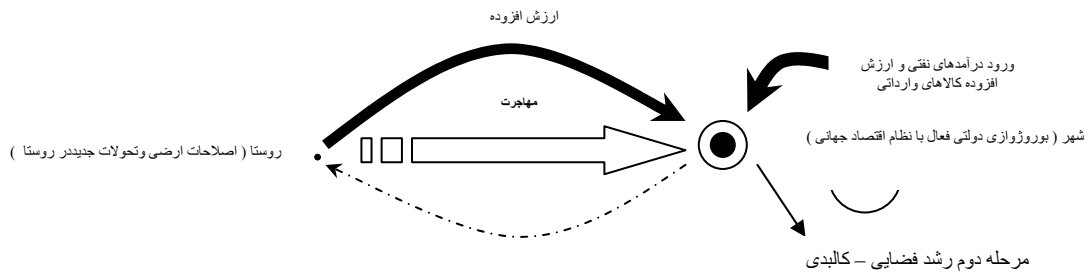 ارزش افزوده
ورود درآمدهای نفتی و ارزش
افزوده کالاهای وارداتی
مهاجرت
شهر ( بوروژوازی دولتی فعال با نظام اقتصاد جهانی )
روستا ( اصلاحات ارضی وتحولات جدیددر روستا )
مرحله دوم رشد فضایی – کالبدی